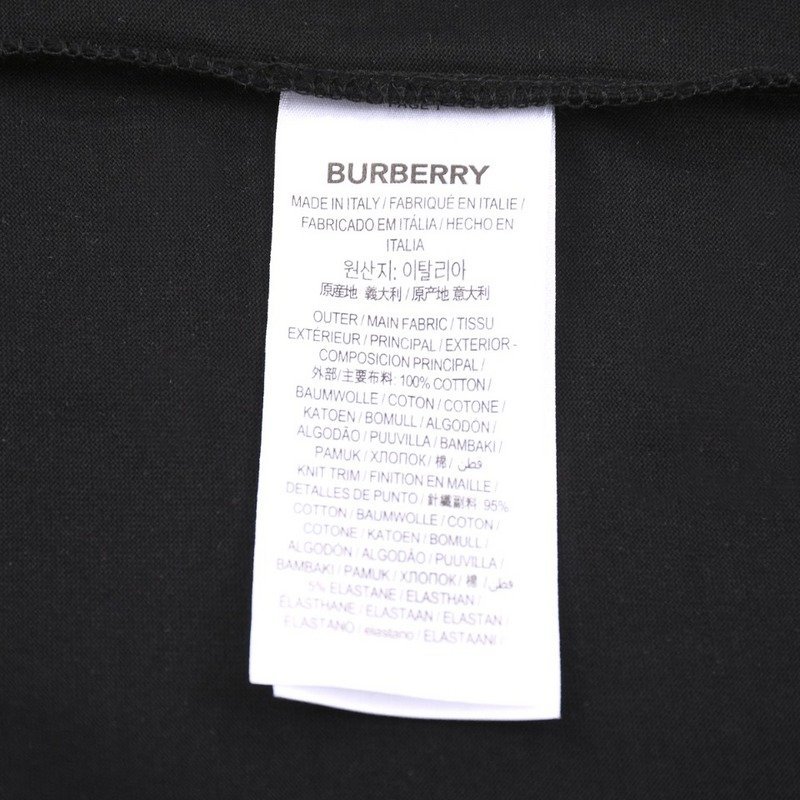 PAGE 1
BURBERRY
MADE IN ITALY / FABRIQUÉ EN ITALIE /
FABRICADO EM ITÁLIA / HECHO EN
ITALIA
원산지: 이탈리아
原産地 義大利 / 原产地 意大利
OUTER / MAIN FABRIC / TISSU
EXTÉRIEUR / PRINCIPAL / EXTERIOR -
COMPOSICION PRINCIPAL /
外部/主要布料: 100% COTTON /
BAUMWOLLE / COTON / COTONE /
KATOEN / BOMULL / ALGODÓN /
ALGODÃO / PUUVILLA / BAMBAKI /
PAMUK / ХЛОПОК / 棉 / قطن /
KNIT TRIM / FINITION EN MAILLE /
DETALLES DE PUNTO / 針織副料 95%
COTTON / BAUMWOLLE / COTON /
COTONE / KATOEN / BOMULL /
ALGODÓN / ALGODÃO / PUUVILLA /
BAMBAKI / PAMUK / ХЛОПОК / 棉 / قطن /
5% ELASTANE / ELASTHAN /
ÉLASTHANE / ELASTAAN / ELASTAN /
ELASTANO / elastano / ELASTAANI /